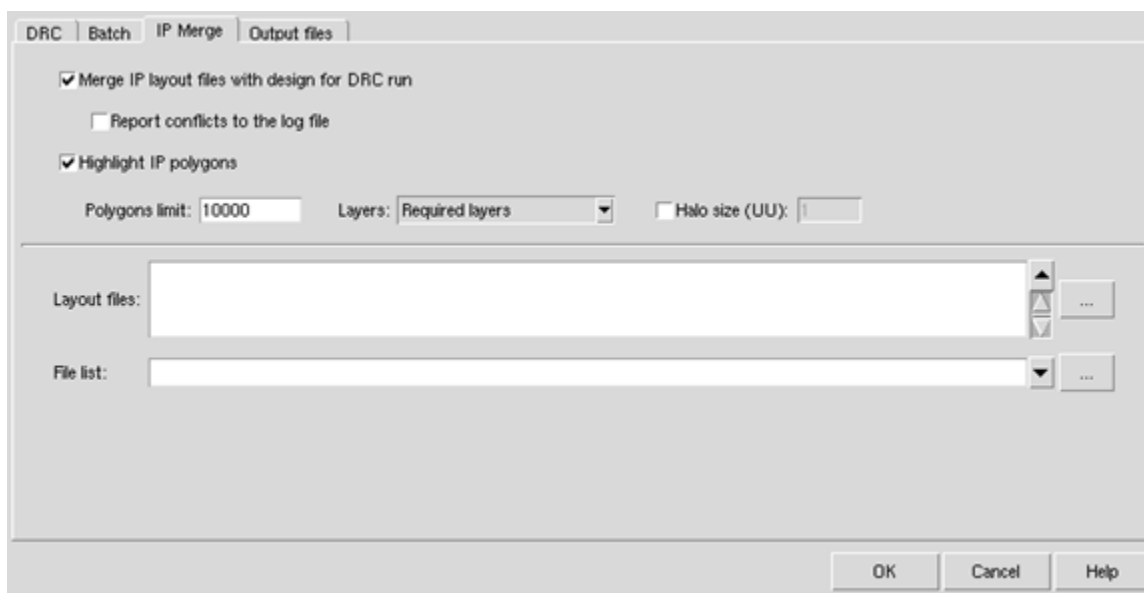 DRC Batch IP Merge Output files
Merge IP layout files with design for DRC run
Report conflicts to the log file
Highlight IP polygons
Polygons limit: 10000 Layers: Required layers Halo size (UU): 1
Layout files: ...
File list: ...
OK Cancel Help